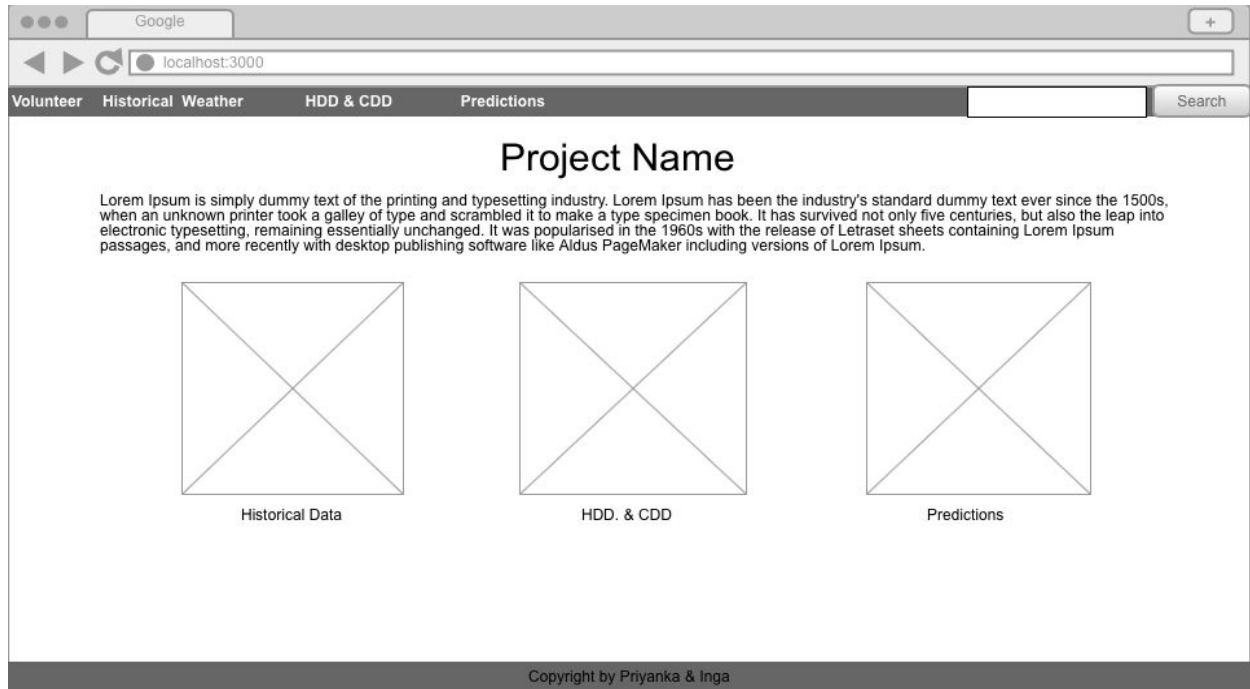 Google
+
localhost:3000
Volunteer Historical Weather HDD & CDD Predictions Search
Project Name
Lorem Ipsum is simply dummy text of the printing and typesetting industry. Lorem Ipsum has been the industry's standard dummy text ever since the 1500s,
when an unknown printer took a galley of type and scrambled it to make a type specimen book. It has survived not only five centuries, but also the leap into
electronic typesetting, remaining essentially unchanged. It was popularised in the 1960s with the release of Letraset sheets containing Lorem Ipsum
passages, and more recently with desktop publishing software like Aldus PageMaker including versions of Lorem Ipsum.
Historical Data HDD. & CDD Predictions
Copyright by Priyanka & Inga